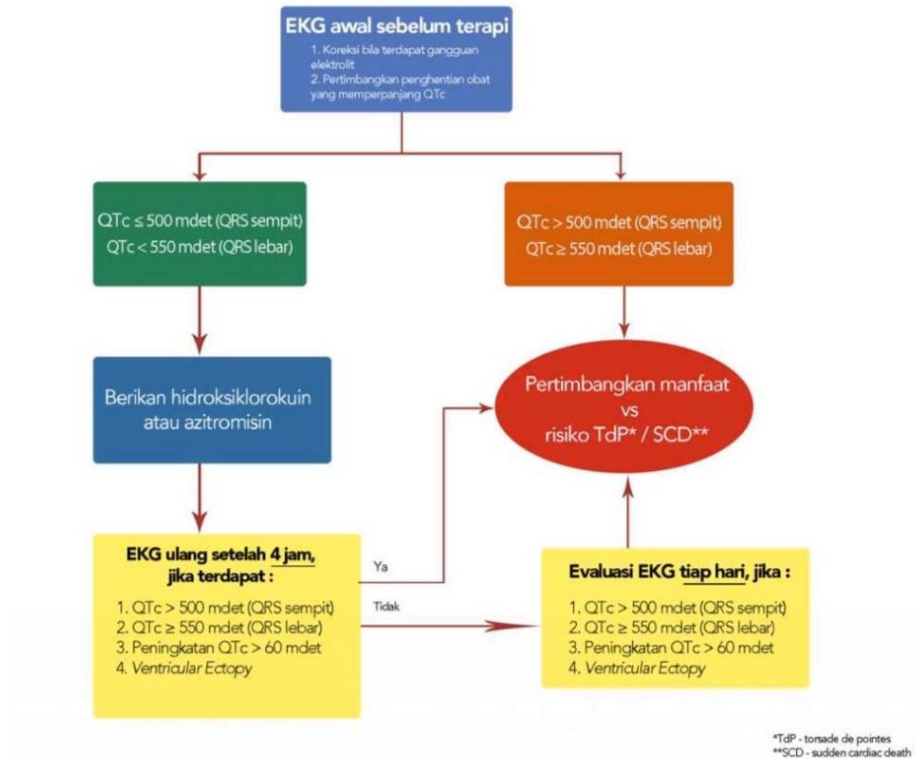 EKG awal sebelum terapi
1. Koreksi bila terdapat gangguan
elektrolit
2. Pertimbangkan penghentian obat
yang memperpanjang QTc
QTc ≤ 500 mdet (QRS sempit)
QTc < 550 mdet (QRS lebar)
QTc > 500 mdet (QRS sempit)
QTc ≥ 550 mdet (QRS lebar)
Berikan hidroksiklorokuin
atau azitromisin
Pertimbangkan manfaat
vs
risiko TdP* / SCD**
EKG ulang setelah 4 jam,
jika terdapat :
1. QTc > 500 mdet (QRS sempit)
2. QTc ≥ 550 mdet (QRS lebar)
3. Peningkatan QTc > 60 mdet
4. Ventricular Ectopy
Ya
Tidak
Evaluasi EKG tiap hari, jika :
1. QTc > 500 mdet (QRS sempit)
2. QTc ≥ 550 mdet (QRS lebar)
3. Peningkatan QTc > 60 mdet
4. Ventricular Ectopy
*TdP - torsade de pointes
**SCD - sudden cardiac death